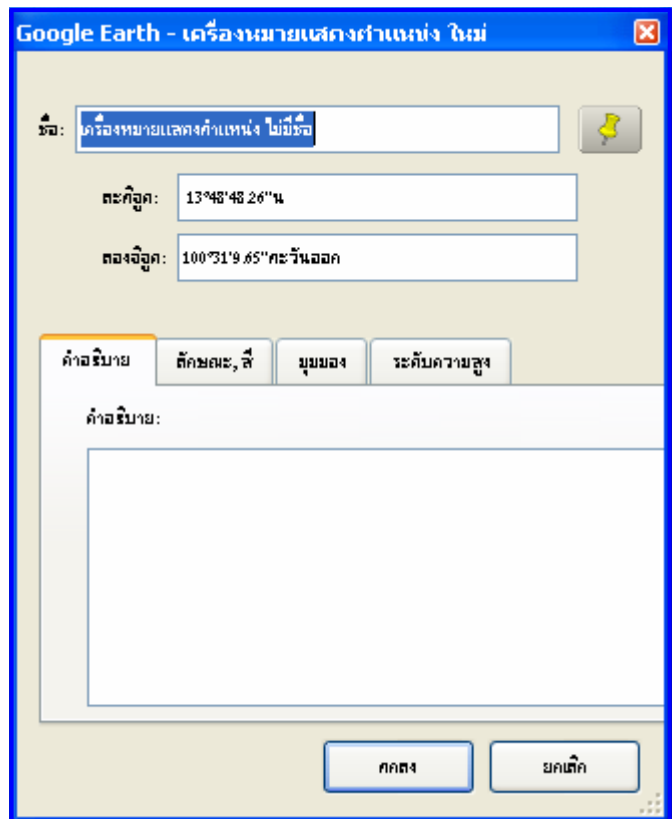 Google Earth - เครื่องหมายแสดงตำแหน่ง ใหม่
ชื่อ: เครื่องหมายแสดงตำแหน่ง ไม่มีชื่อ
ละติจูด: 13°48'48.26"น
ลองจิจูด: 100°31'9.65"ตะวันออก
คำอธิบาย ลักษณะ, สี มุมมอง ระดับความสูง
คำอธิบาย:
ตกลง ยกเลิก